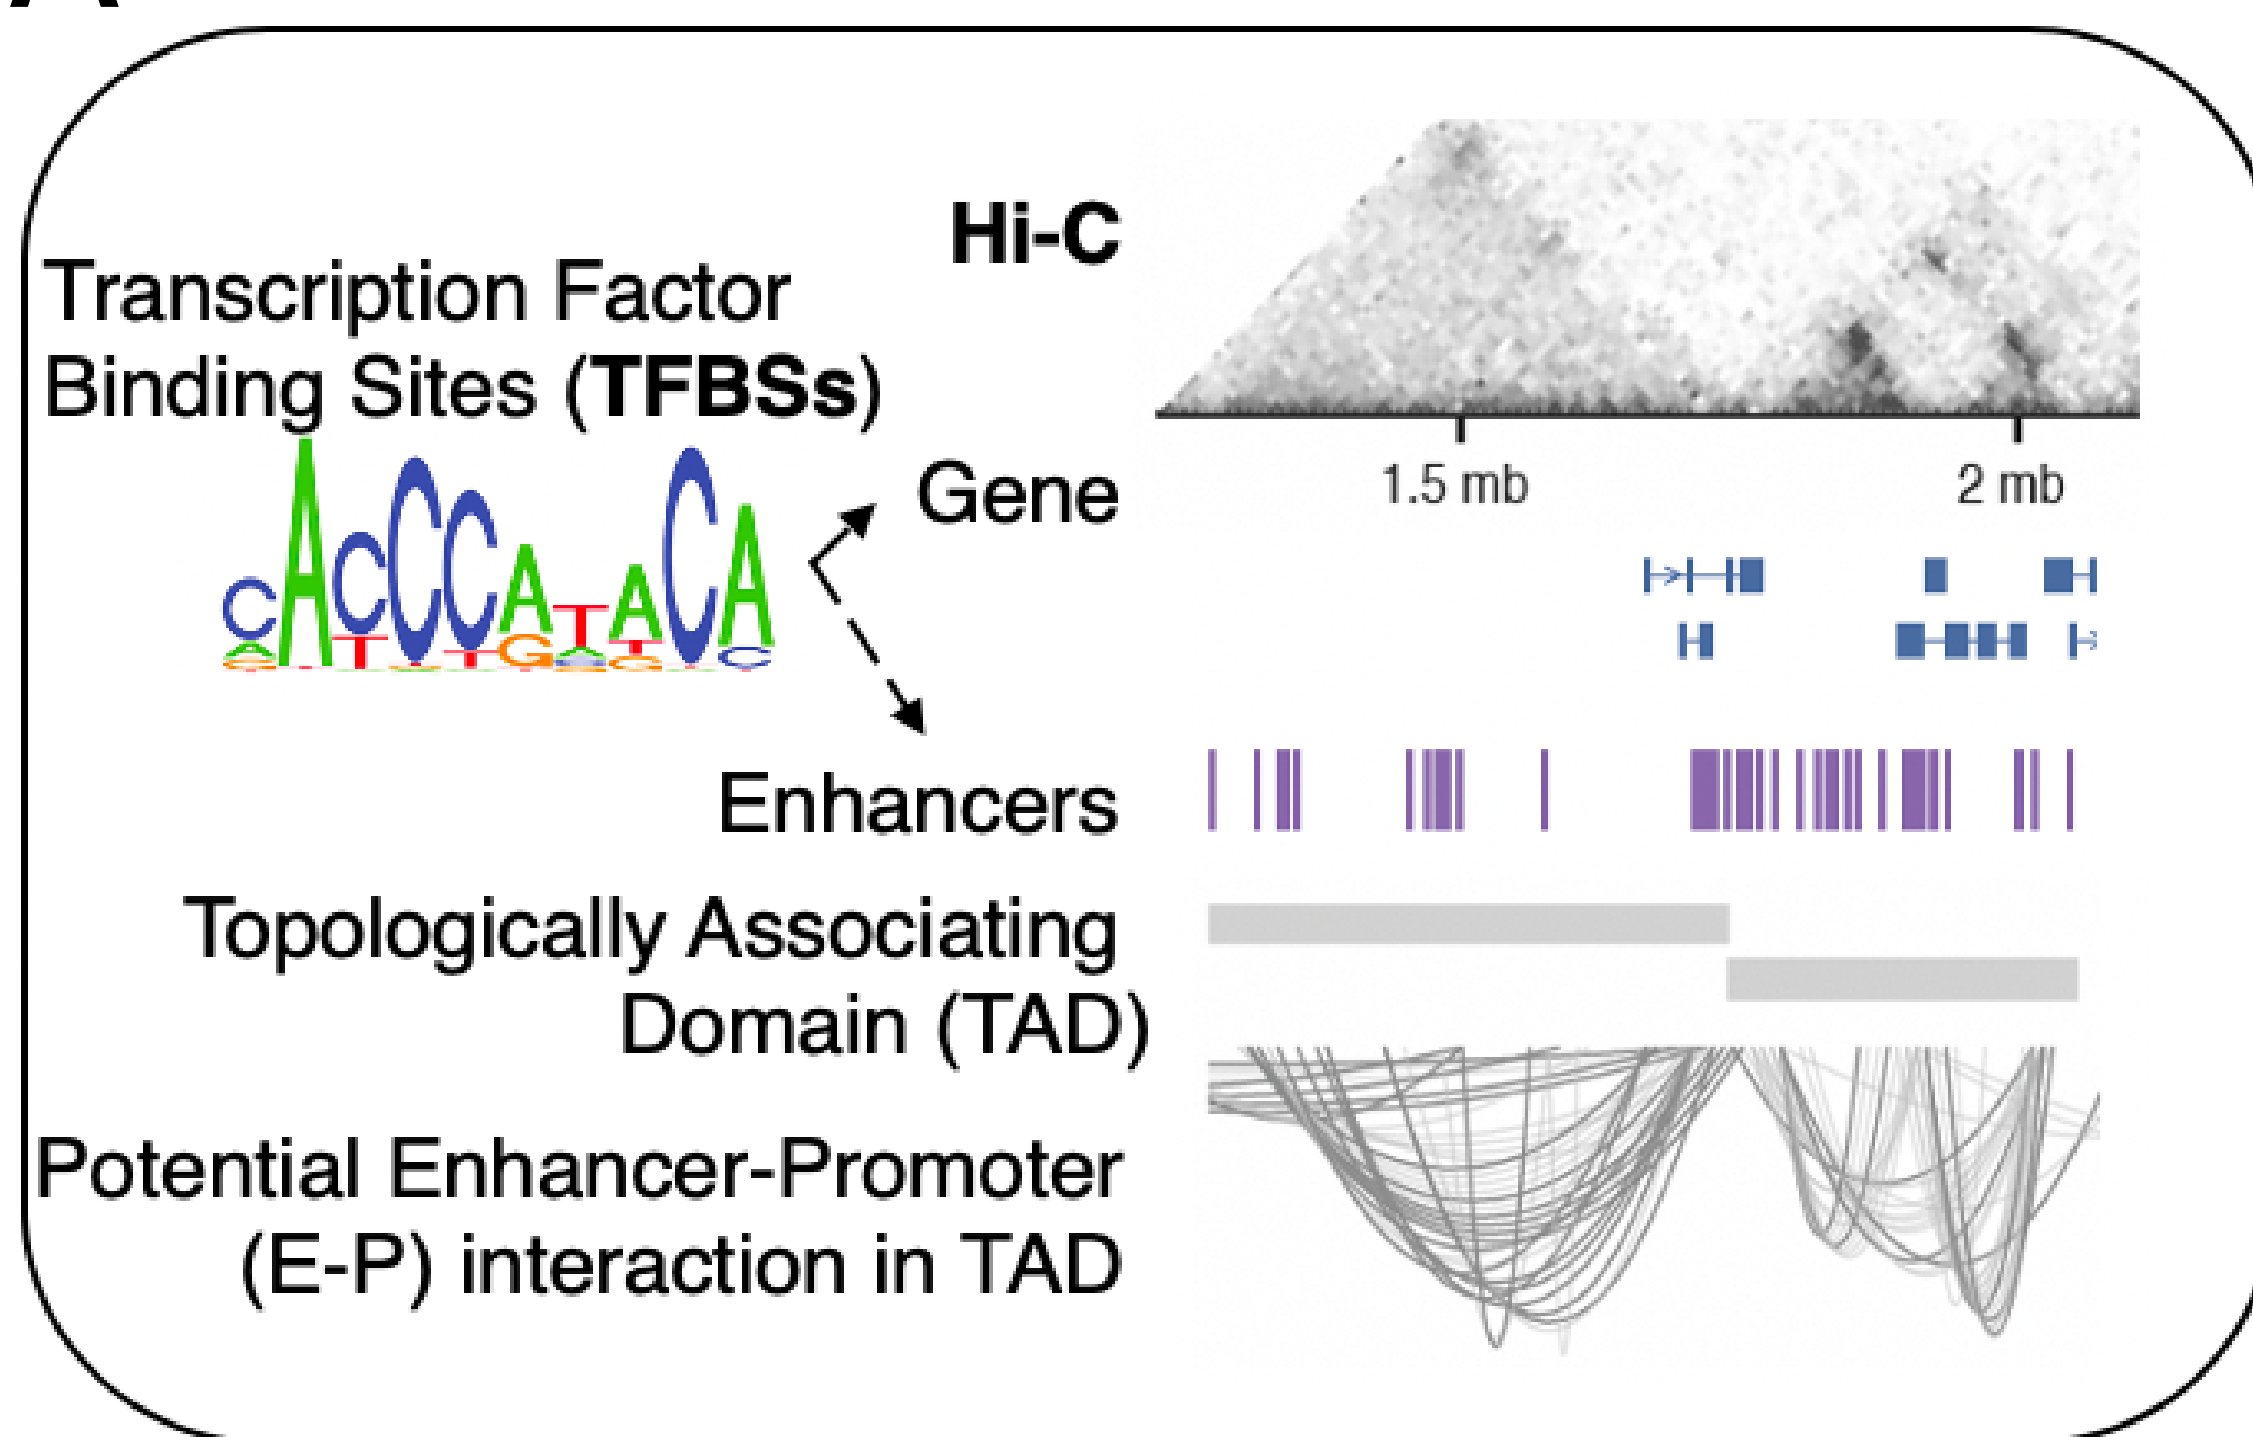 Hi-C
Transcription Factor
Binding Sites (TFBSs)
CACCCATACA
Gene
1.5 mb
2 mb
Enhancers
Topologically Associating
Domain (TAD)
Potential Enhancer-Promoter
(E-P) interaction in TAD